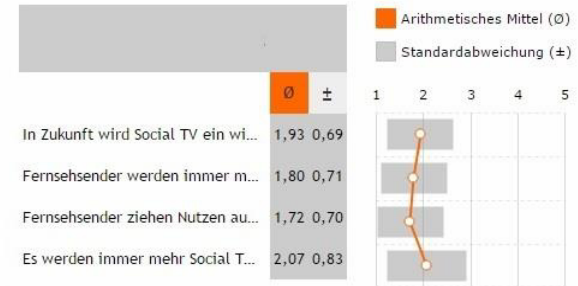 Arithmetisches Mittel (Ø)
Standardabweichung (±)
Ø ± 1 2 3 4 5
In Zukunft wird Social TV ein wi... 1,93 0,69
Fernsehsender werden immer m... 1,80 0,71
Fernsehsender ziehen Nutzen au... 1,72 0,70
Es werden immer mehr Social T... 2,07 0,83